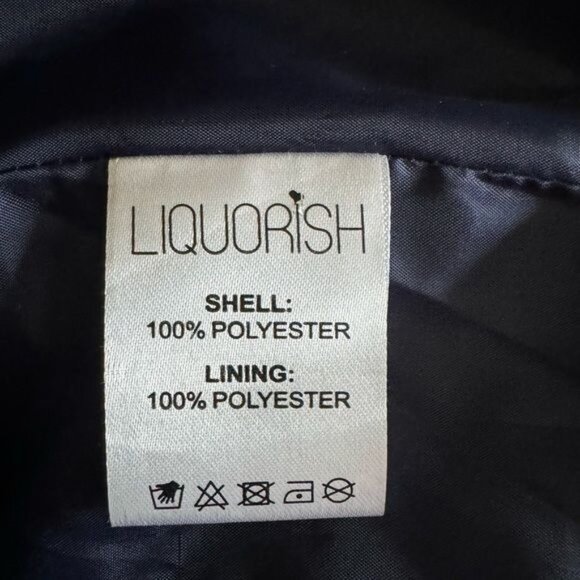 LIQUORISH
SHELL:
100% POLYESTER
LINING:
100% POLYESTER